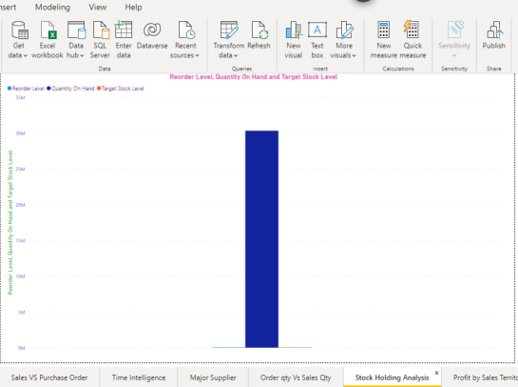 nsert Modeling View Help
Get data Excel workbook Data hub SQL Server Enter data Dataverse Recent sources Transform data Refresh New visual Text box More visuals New measure Quick measure Sensitivity Publish
Data Queries Insert Calculations Sensitivity Share
Reorder Level, Quantity On Hand and Target Stock Level
Reorder Level Quantity On Hand Target Stock Level
Reorder Level, Quantity On Hand and Target Stock Level
35M
30M
25M
20M
15M
10M
5M
0M
Sales VS Purchase Order Time Intelligence Major Supplier Order qty Vs Sales Qty Stock Holding Analysis x Profit by Sales Territo